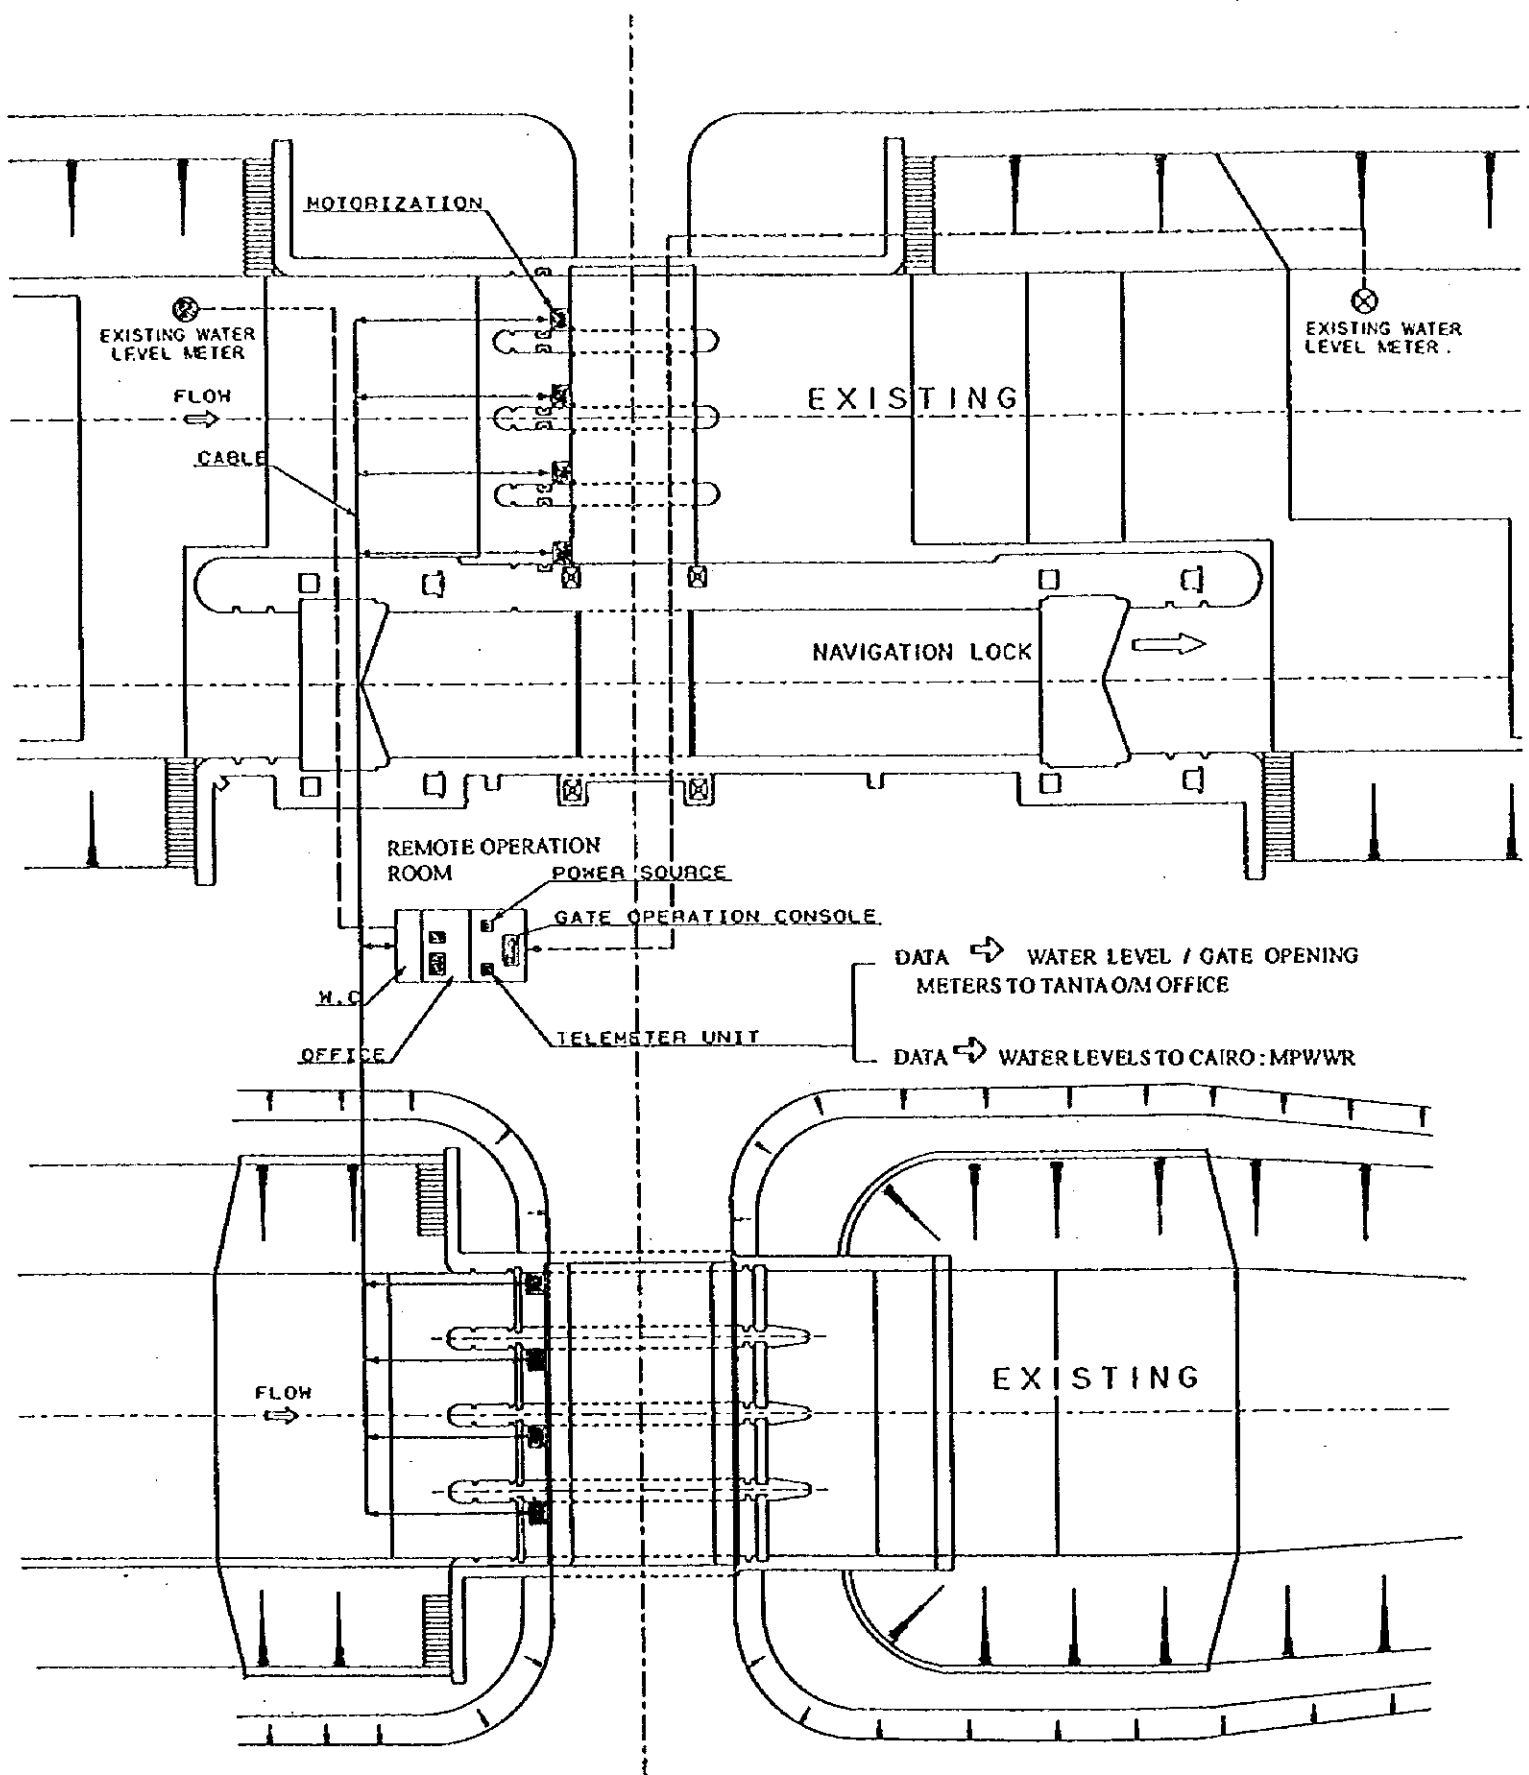 MOTORIZATION
EXISTING WATER
LEVEL METER
EXISTING WATER
LEVEL METER.
FLOW
EXISTING
CABLE
NAVIGATION LOCK
REMOTE OPERATION
ROOM
POWER SOURCE
GATE OPERATION CONSOLE
DATA ⇨ WATER LEVEL / GATE OPENING
METERS TO TANTA O/M OFFICE
W.C
TELEMETER UNIT
OFFICE
DATA ⇨ WATER LEVELS TO CAIRO : MPWWR
EXISTING
FLOW